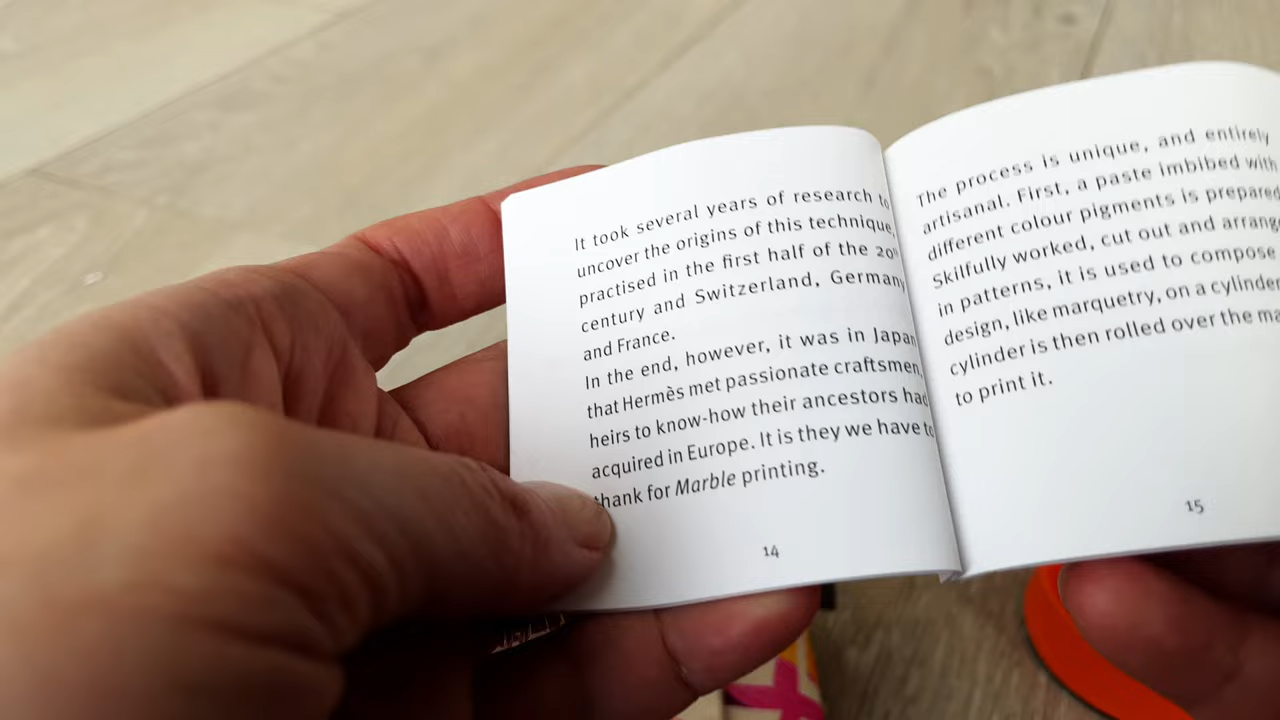 It took several years of research to
uncover the origins of this technique,
practised in the first half of the 20th
century and Switzerland, Germany
and France.
In the end, however, it was in Japan
that Hermès met passionate craftsmen,
heirs to know-how their ancestors had
acquired in Europe. It is they we have to
thank for Marble printing.
14
The process is unique, and entirely
artisanal. First, a paste imbibed with
different colour pigments is prepared
Skilfully worked, cut out and arrang
in patterns, it is used to compose
design, like marquetry, on a cylinder
cylinder is then rolled over the ma
to print it.
15